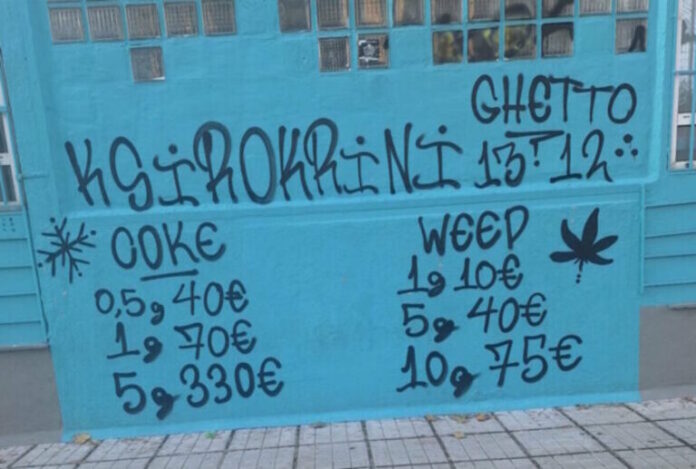 GHETTO
KSIROKRINI 13?12
COKE
0,5g 40€
1g 70€
5g 330€
WEED
1g 10€
5g 40€
10g 75€